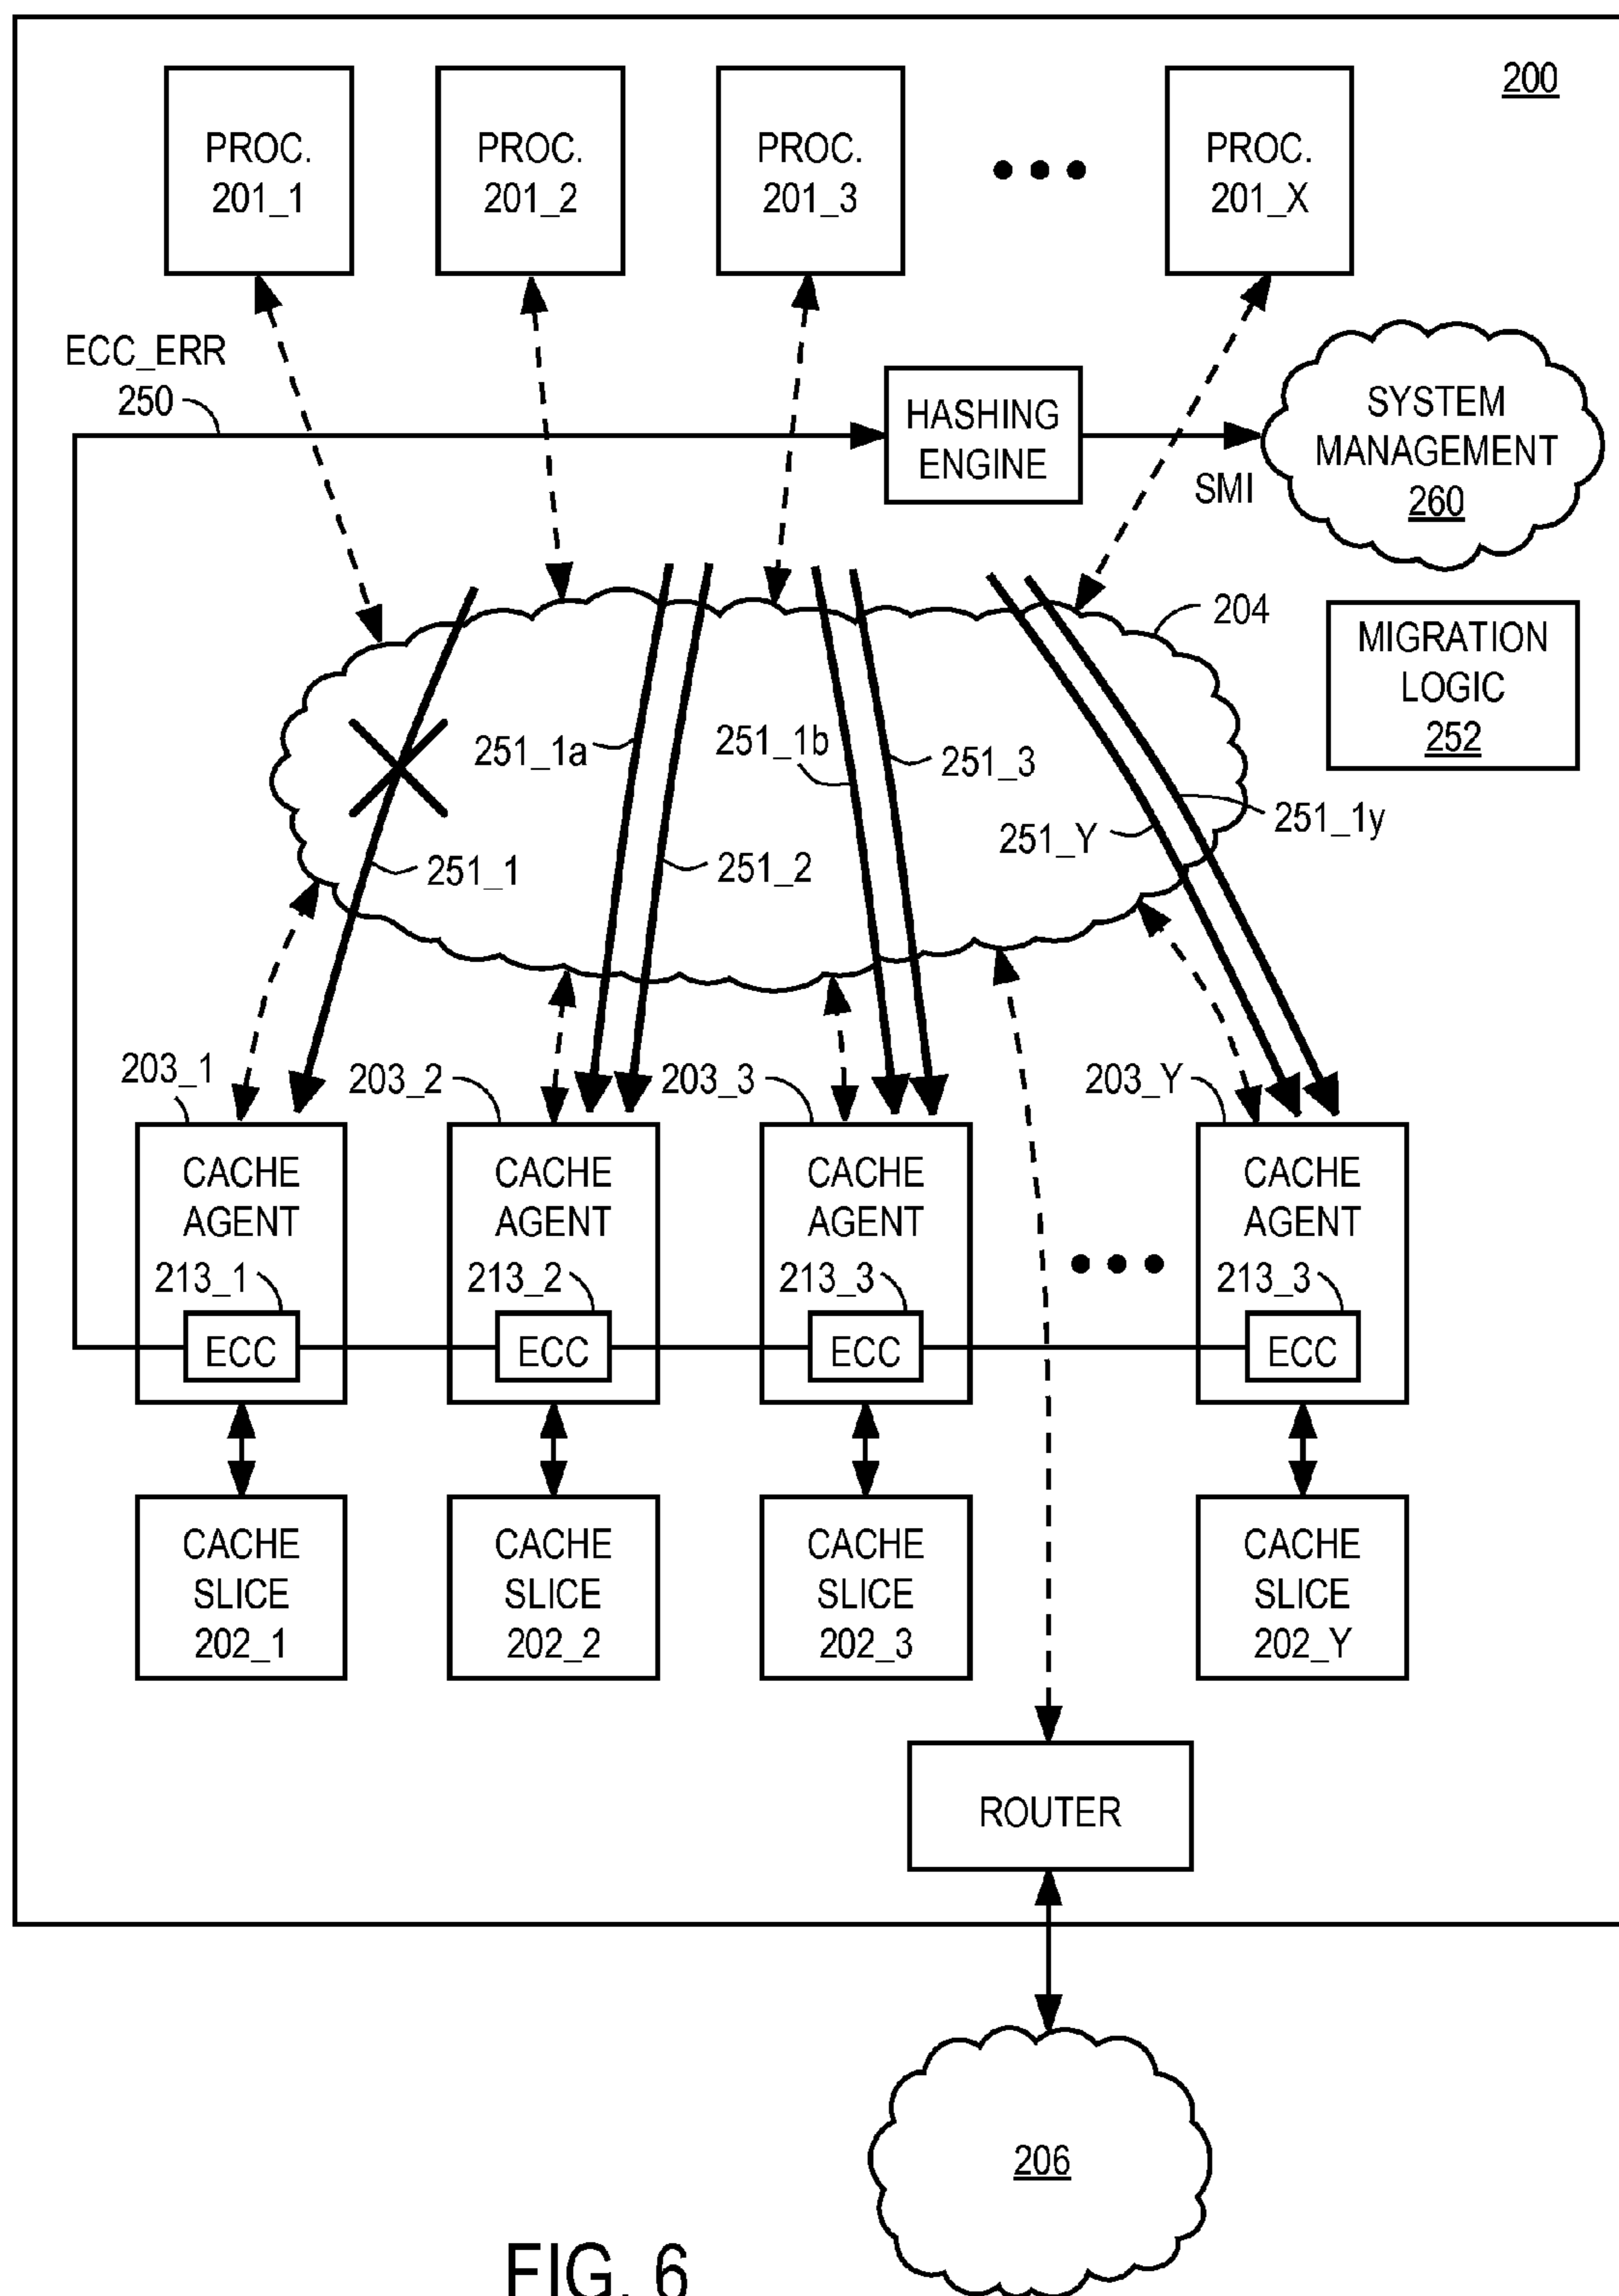 200
PROC.
201_1
PROC.
201_2
PROC.
201_3
PROC.
201_X
ECC_ERR
250
HASHING
ENGINE
SMI
SYSTEM
MANAGEMENT
260
204
MIGRATION
LOGIC
252
251_1a
251_1b
251_3
251_Y
251_1y
251_1
251_2
203_1
203_2
203_3
203_Y
CACHE
AGENT
213_1
ECC
CACHE
AGENT
213_2
ECC
CACHE
AGENT
213_3
ECC
CACHE
AGENT
213_3
ECC
CACHE
SLICE
202_1
CACHE
SLICE
202_2
CACHE
SLICE
202_3
CACHE
SLICE
202_Y
ROUTER
206
FIG. 6